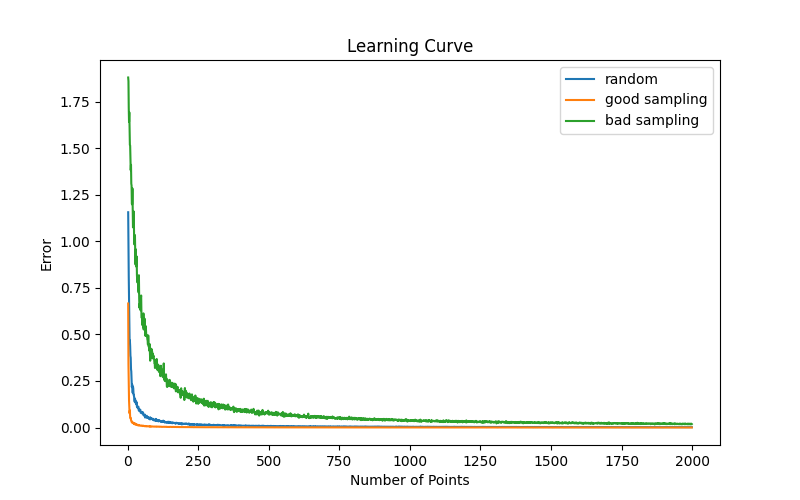 Learning Curve
random
good sampling
bad sampling
Error
1.75
1.50
1.25
1.00
0.75
0.50
0.25
0.00
0 250 500 750 1000 1250 1500 1750 2000
Number of Points